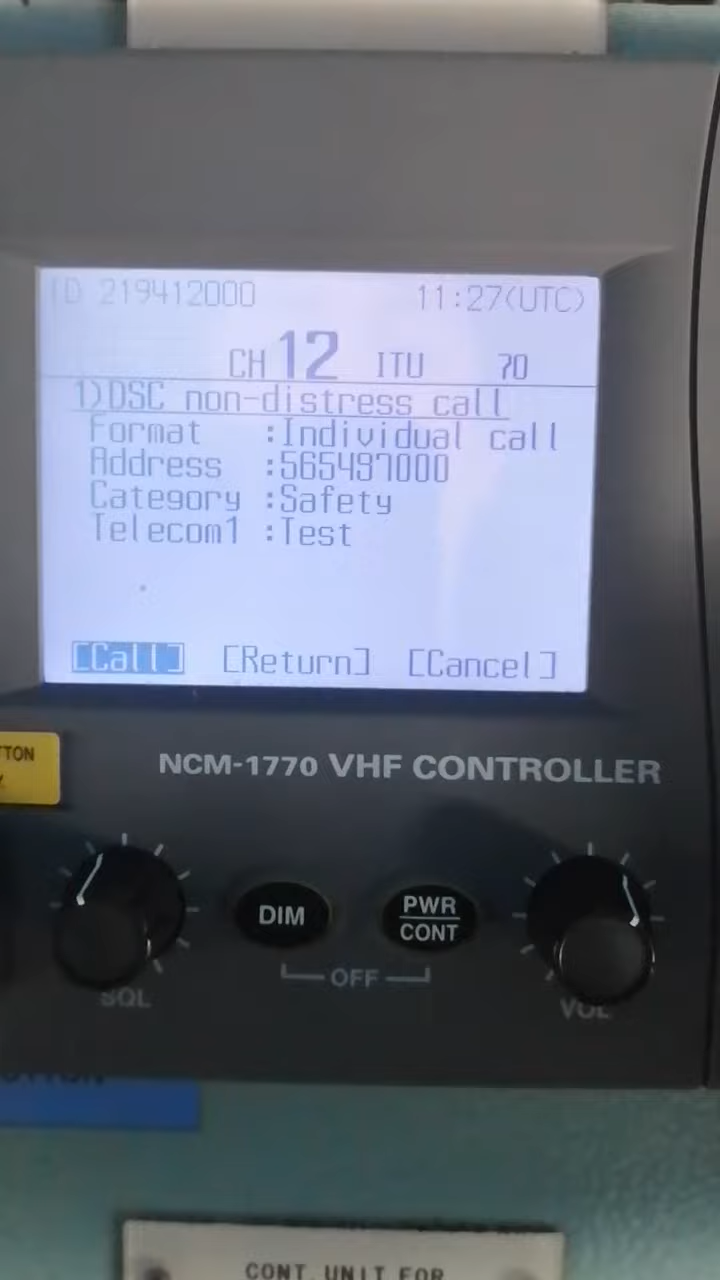 ID 219412000 11:27(UTC)
CH 12 ITU 70
1)DSC non-distress call
Format :Individual call
Address :565497000
Category :Safety
Telecom1 :Test
[Call] [Return] [Cancel]
NCM-1770 VHF CONTROLLER
DIM
PWR
CONT
OFF
SQL
VOL
CONT. UNIT FOR